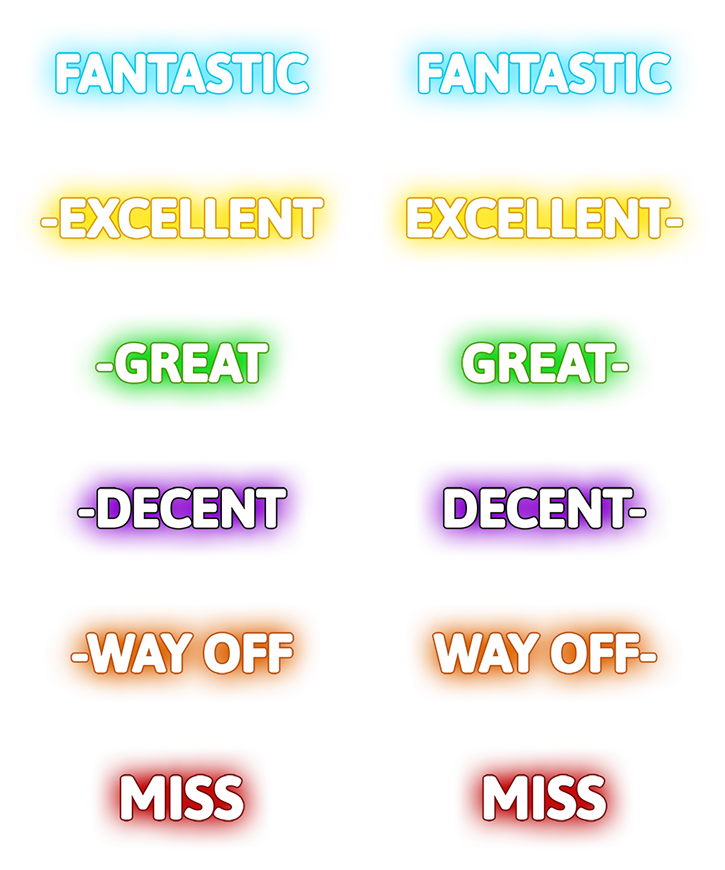 FANTASTIC FANTASTIC
-EXCELLENT EXCELLENT-
-GREAT GREAT-
-DECENT DECENT-
-WAY OFF WAY OFF-
MISS MISS